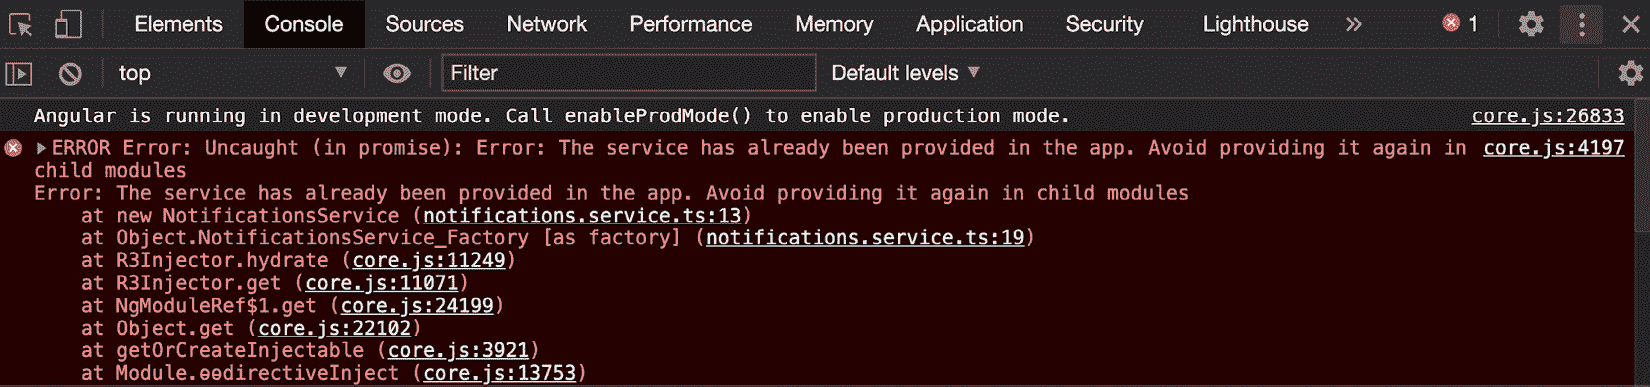 Elements Console Sources Network Performance Memory Application Security Lighthouse » 1
top Filter Default levels
Angular is running in development mode. Call enableProdMode() to enable production mode. core.js:26833
ERROR Error: Uncaught (in promise): Error: The service has already been provided in the app. Avoid providing it again in core.js:4197
child modules
Error: The service has already been provided in the app. Avoid providing it again in child modules
at new NotificationsService (notifications.service.ts:13)
at Object.NotificationsService_Factory [as factory] (notifications.service.ts:19)
at R3Injector.hydrate (core.js:11249)
at R3Injector.get (core.js:11071)
at NgModuleRef$1.get (core.js:24199)
at Object.get (core.js:22102)
at getOrCreateInjectable (core.js:3921)
at Module.ɵɵdirectiveInject (core.js:13753)